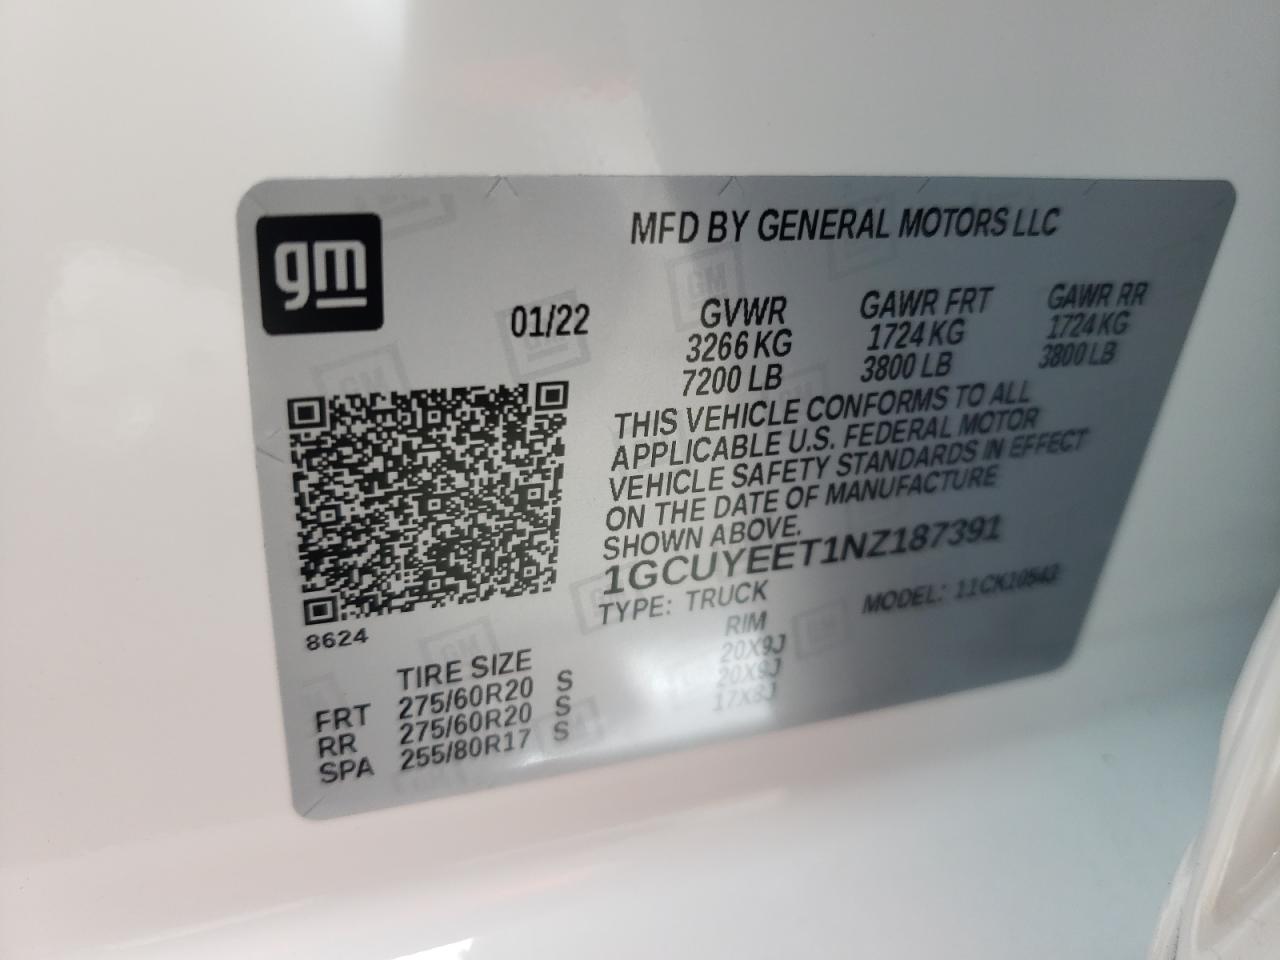 gm
MFD BY GENERAL MOTORS LLC
01/22
GVWR GAWR FRT GAWR RR
3266 KG 1724 KG 1724 KG
7200 LB 3800 LB 3800 LB
THIS VEHICLE CONFORMS TO ALL
APPLICABLE U.S. FEDERAL MOTOR
VEHICLE SAFETY STANDARDS IN EFFECT
ON THE DATE OF MANUFACTURE
SHOWN ABOVE.
1GCUYEET1NZ187391
TYPE: TRUCK MODEL: 11CK10543
8624
TIRE SIZE RIM
FRT 275/60R20 S 20X9J
RR 275/60R20 S 20X9J
SPA 255/80R17 S 17X8J